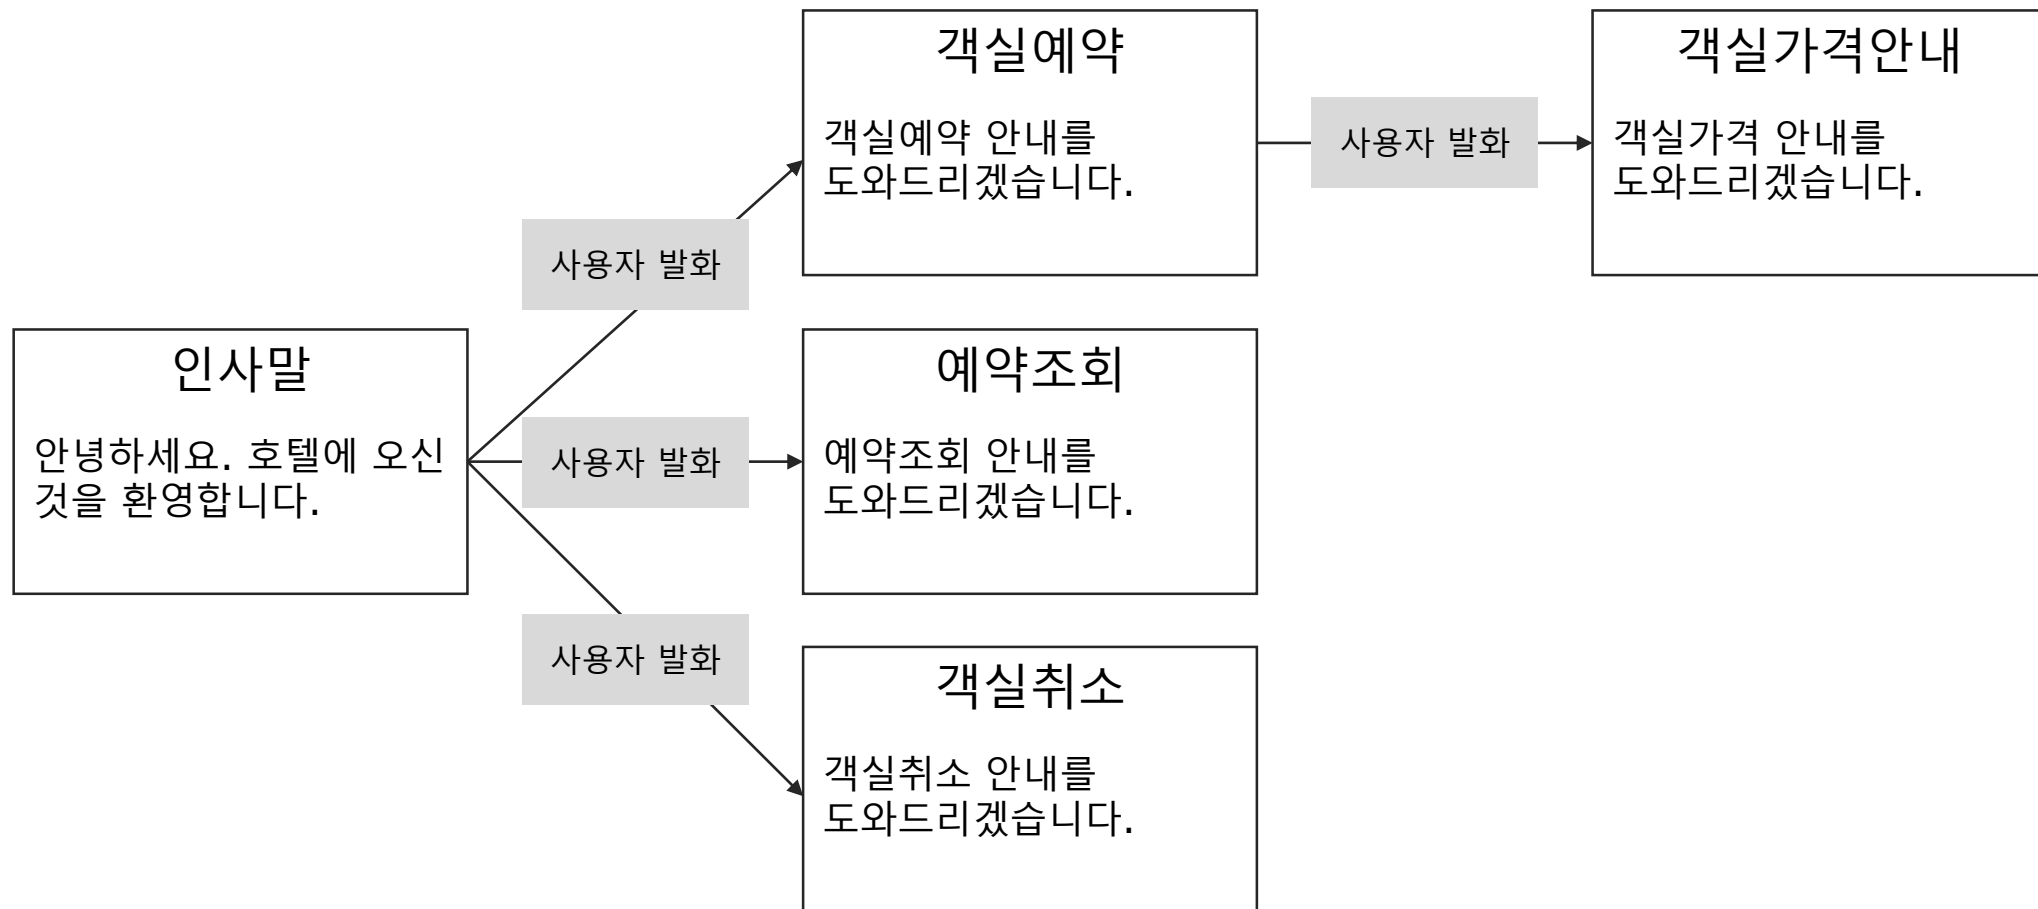 객실예약
객실예약 안내를
도와드리겠습니다.
사용자 발화
객실가격안내
객실가격 안내를
도와드리겠습니다.
사용자 발화
인사말
안녕하세요. 호텔에 오신
것을 환영합니다.
사용자 발화
예약조회
예약조회 안내를
도와드리겠습니다.
사용자 발화
객실취소
객실취소 안내를
도와드리겠습니다.